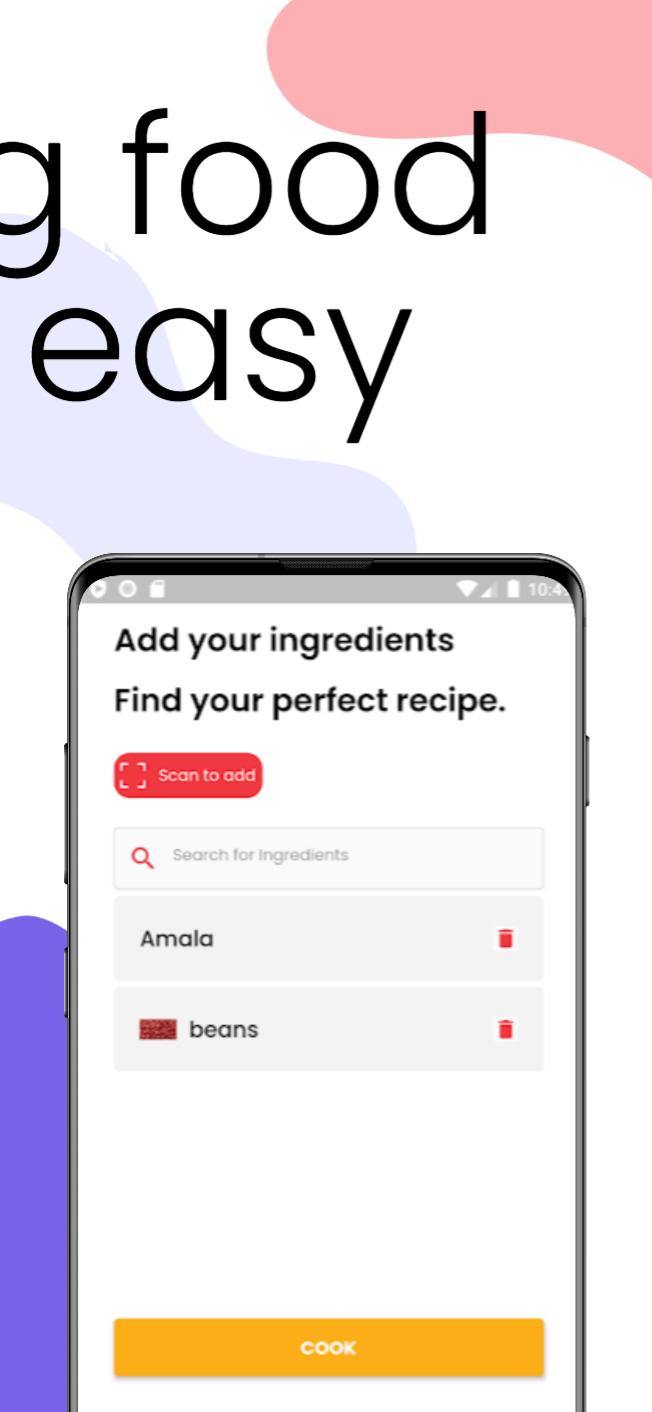 g food
easy
10:4
Add your ingredients
Find your perfect recipe.
Scan to add
Search for Ingredients
Amala
beans
COOK